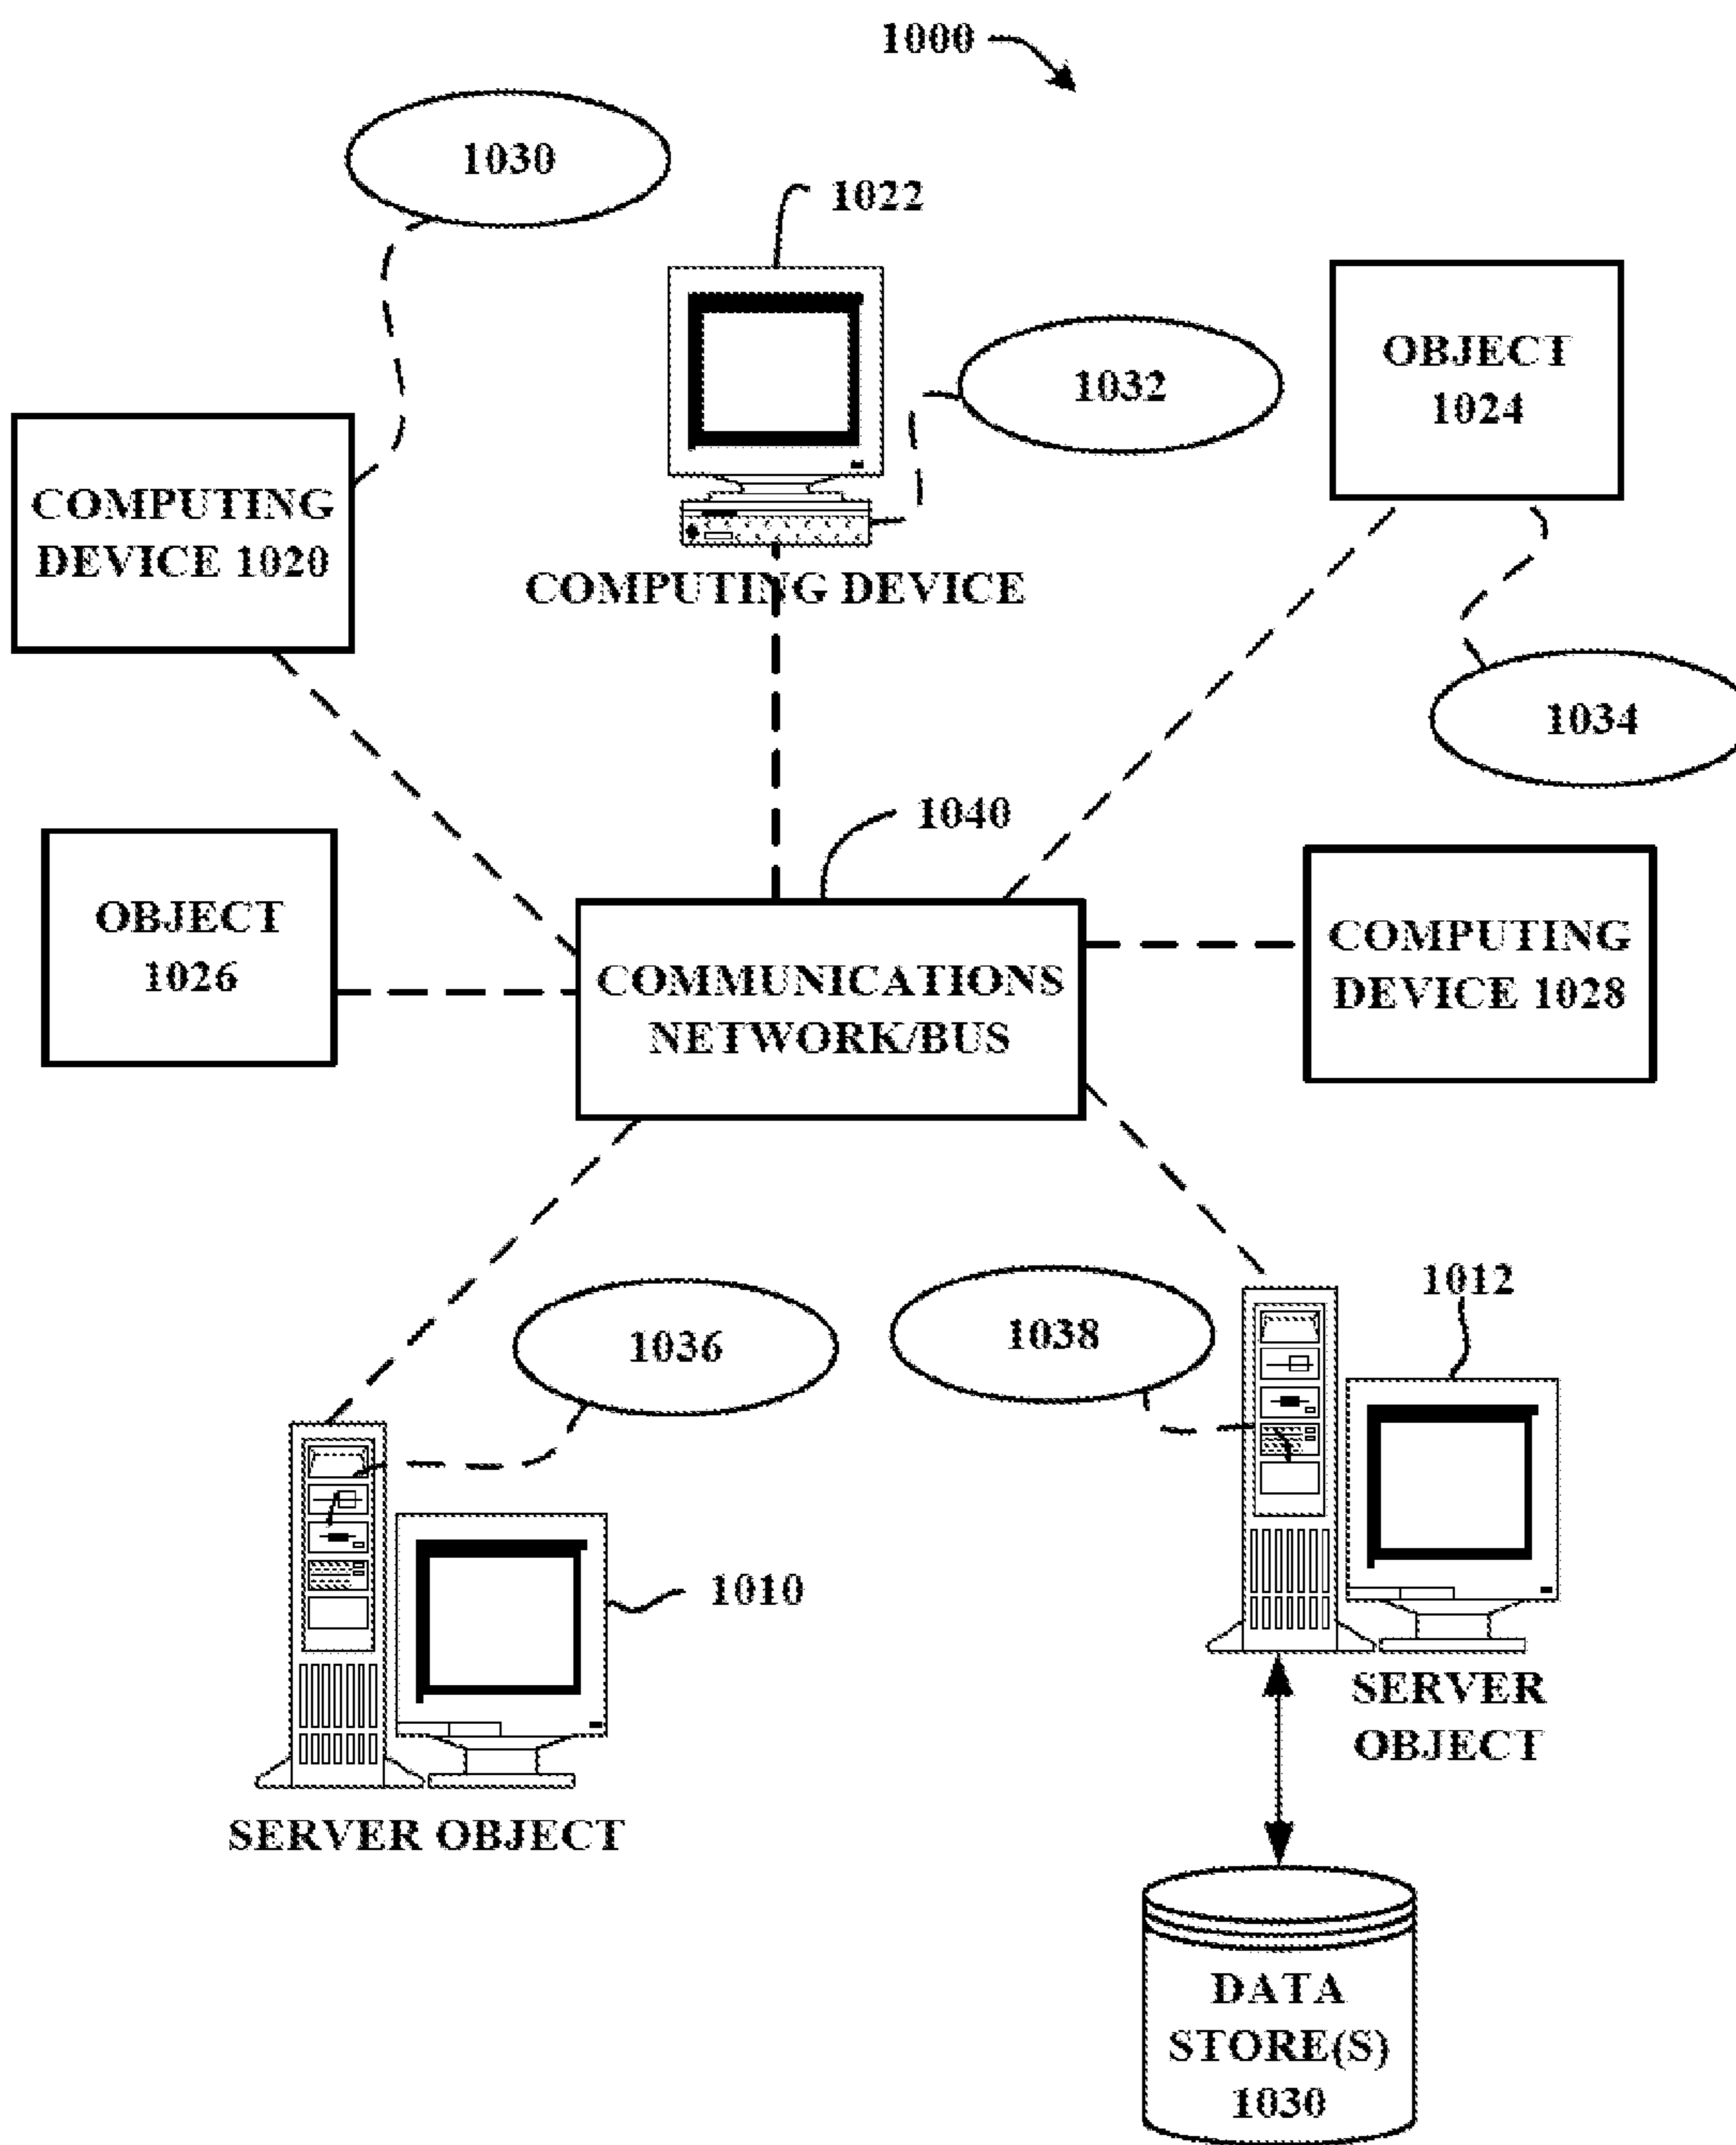 1000
1030
1022
1032
OBJECT
1024
COMPUTING
DEVICE 1020
COMPUTING DEVICE
1034
1040
OBJECT
1026
COMMUNICATIONS
NETWORK/BUS
COMPUTING
DEVICE 1028
1036
1038
1012
1010
SERVER
OBJECT
SERVER OBJECT
DATA
STORE(S)
1030